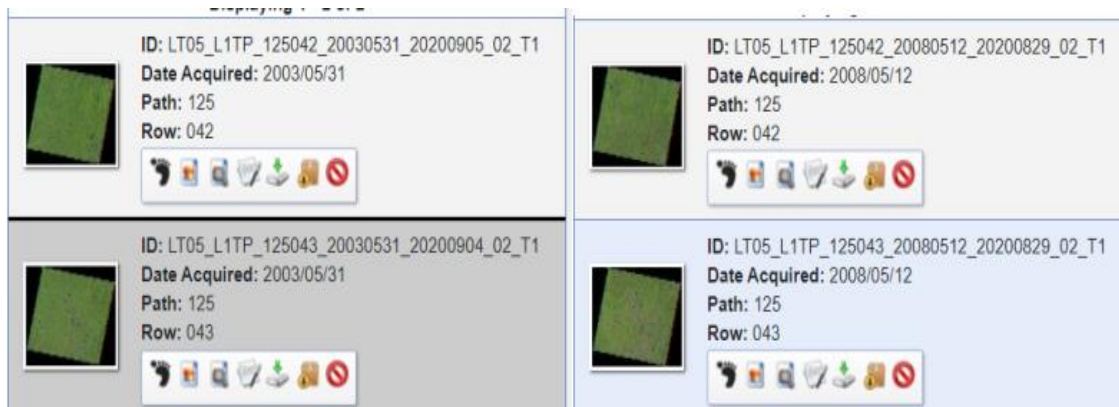 ID: LT05_L1TP_125042_20030531_20200905_02_T1
Date Acquired: 2003/05/31
Path: 125
Row: 042
ID: LT05_L1TP_125043_20030531_20200904_02_T1
Date Acquired: 2003/05/31
Path: 125
Row: 043
ID: LT05_L1TP_125042_20080512_20200829_02_T1
Date Acquired: 2008/05/12
Path: 125
Row: 042
ID: LT05_L1TP_125043_20080512_20200829_02_T1
Date Acquired: 2008/05/12
Path: 125
Row: 043